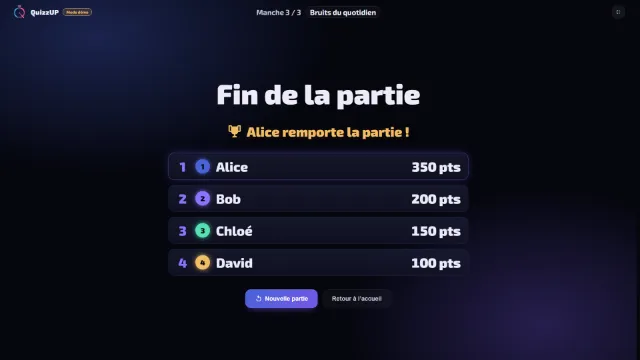 QuizzUP Mode démo Manche 3 / 3 Bruits du quotidien
Fin de la partie
Alice remporte la partie !
1 1 Alice 350 pts
2 2 Bob 200 pts
3 3 Chloé 150 pts
4 4 David 100 pts
Nouvelle partie Retour à l'accueil